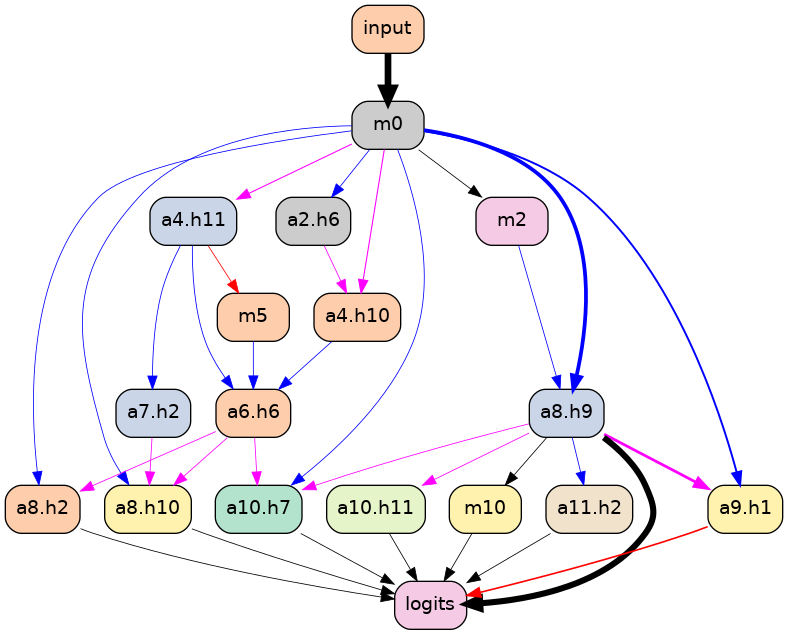 input
m0
a4.h11
a2.h6
m2
m5
a4.h10
a7.h2
a6.h6
a8.h9
a8.h2
a8.h10
a10.h7
a10.h11
m10
a11.h2
a9.h1
logits